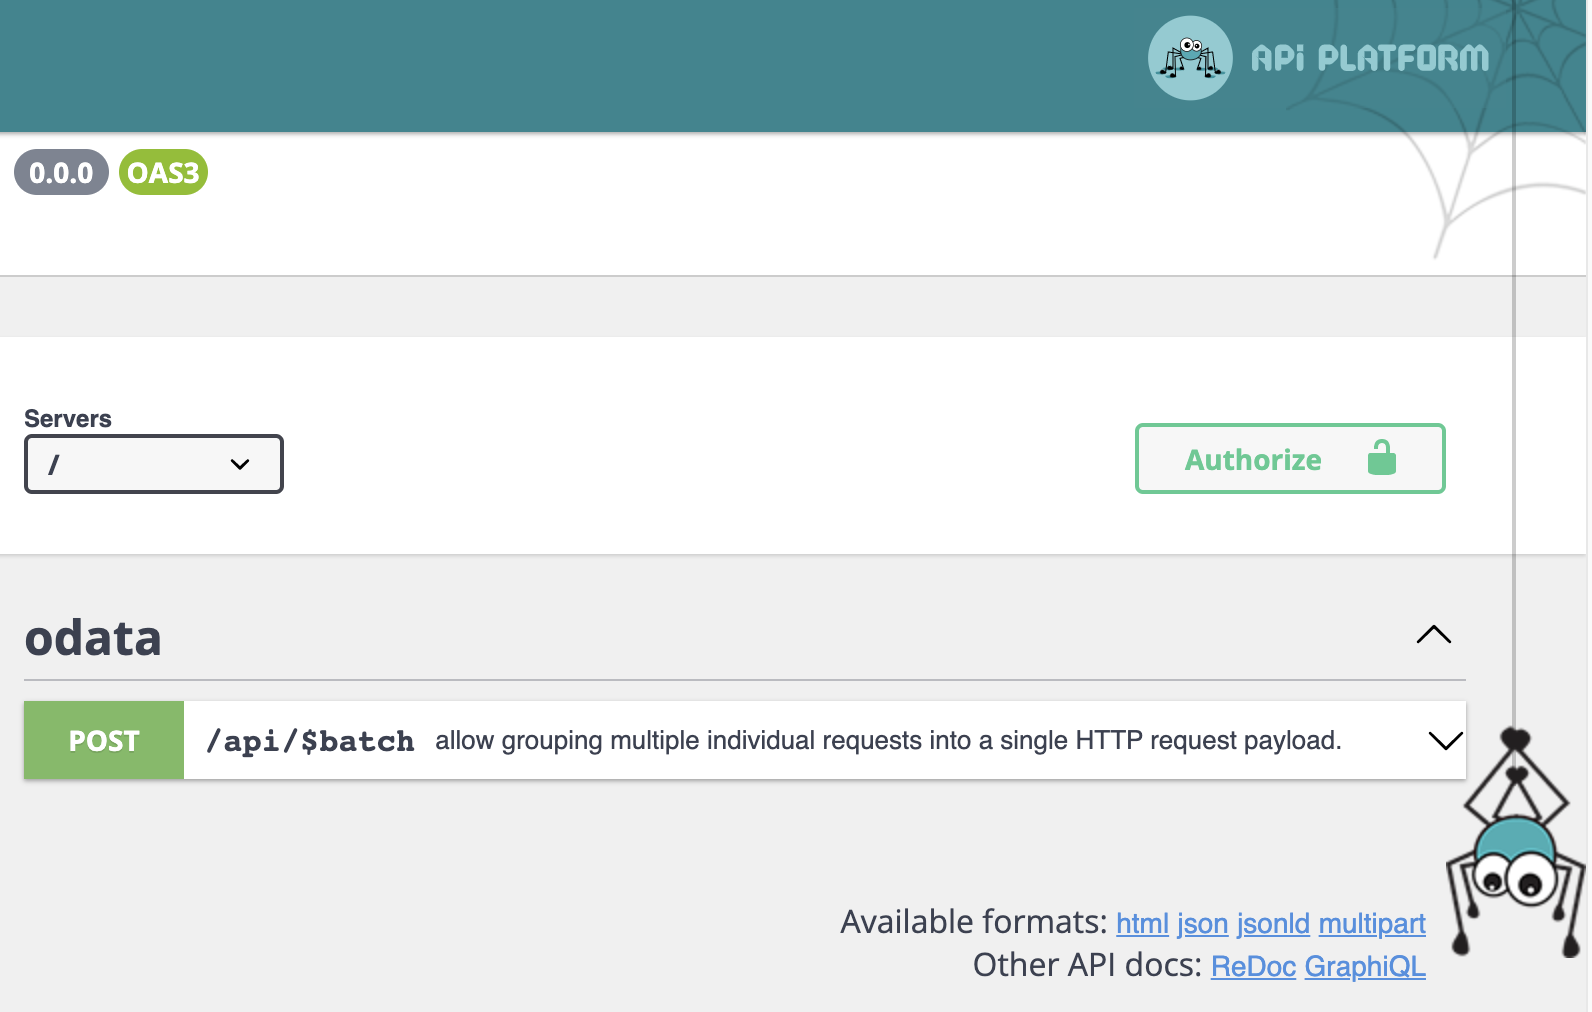 APi PLATFORM
0.0.0 OAS3
Servers
/
Authorize
odata
POST /api/$batch allow grouping multiple individual requests into a single HTTP request payload.
Available formats: html json jsonld multipart
Other API docs: ReDoc GraphiQL